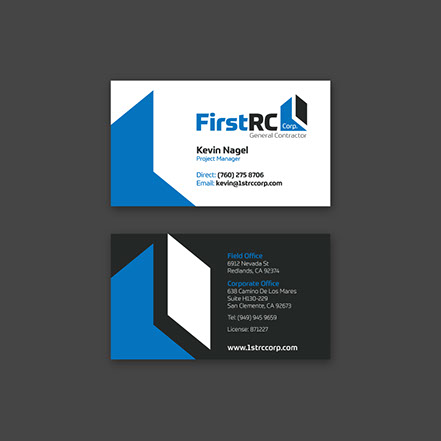 FirstRC
Corp.
General Contractor
Kevin Nagel
Project Manager
Direct: (760) 275 8706
Email: kevin@1strccorp.com
Field Office
6912 Nevada St
Redlands, CA 92374
Corporate Office
638 Camino De Los Mares
Suite H130-229
San Clemente, CA 92673
Tel: (949) 945 9659
License: 871227
www.1strccorp.com